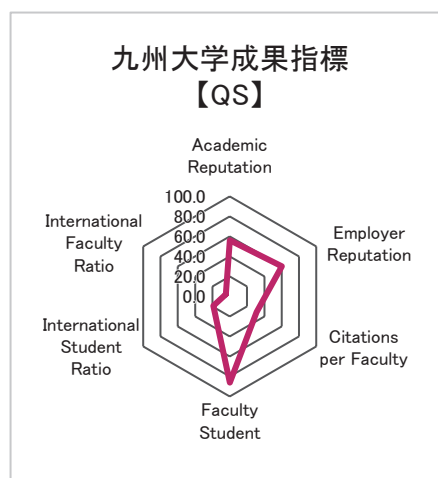 九州大学成果指標
【QS】
Academic
Reputation
100.0
80.0
60.0
40.0
20.0
0.0
Employer
Reputation
Citations
per Faculty
Faculty
Student
International
Student
Ratio
International
Faculty
Ratio